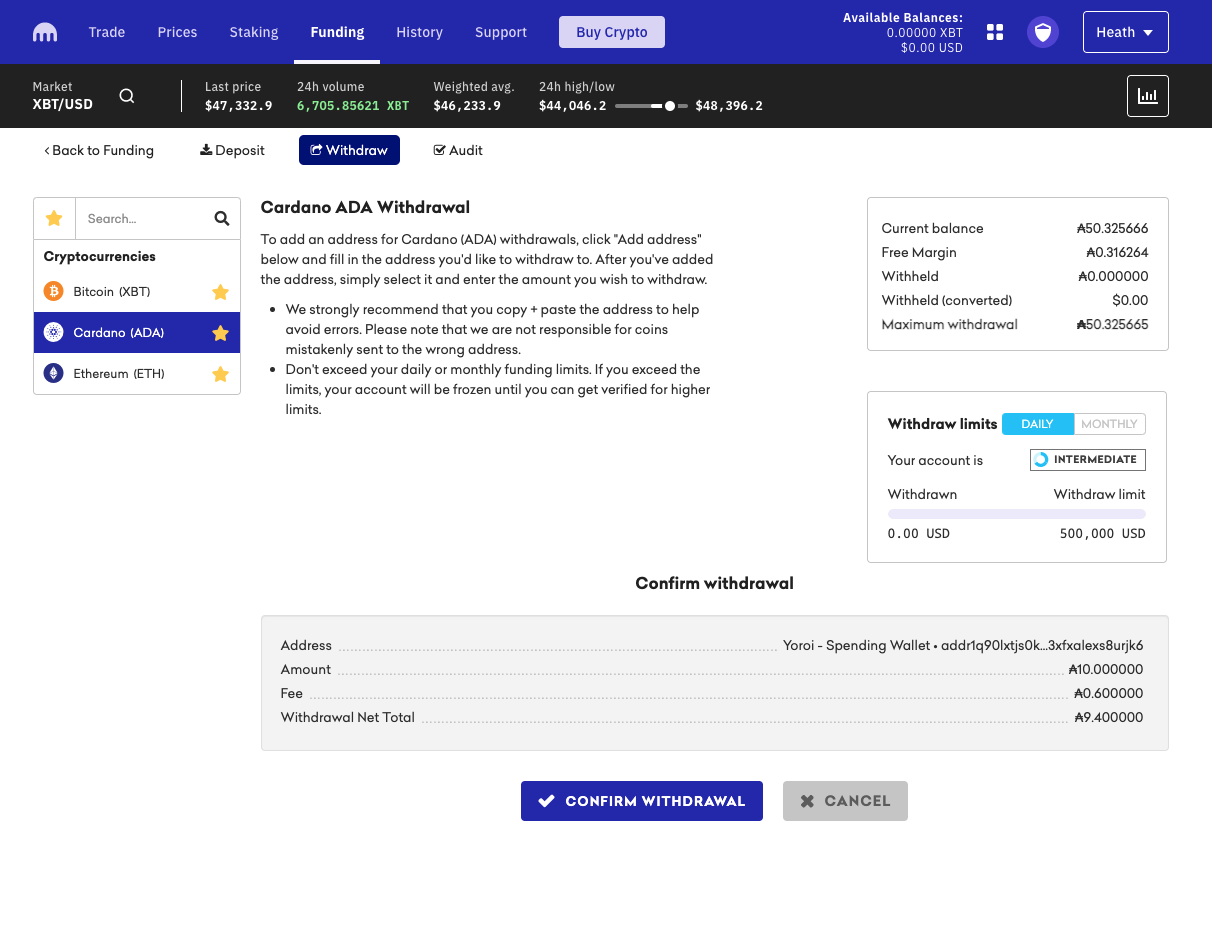 Trade Prices Staking Funding History Support Buy Crypto
Available Balances:
0.00000 XBT
$0.00 USD
Heath
Market
XBT/USD
Last price
$47,332.9
24h volume
6,705.85621 XBT
Weighted avg.
$46,233.9
24h high/low
$44,046.2 $48,396.2
Back to Funding Deposit Withdraw Audit
Search...
Cryptocurrencies
Bitcoin (XBT)
Cardano (ADA)
Ethereum (ETH)
Cardano ADA Withdrawal
To add an address for Cardano (ADA) withdrawals, click "Add address"
below and fill in the address you'd like to withdraw to. After you've added
the address, simply select it and enter the amount you wish to withdraw.
• We strongly recommend that you copy + paste the address to help
avoid errors. Please note that we are not responsible for coins
mistakenly sent to the wrong address.
• Don't exceed your daily or monthly funding limits. If you exceed the
limits, your account will be frozen until you can get verified for higher
limits.
Current balance ₳50.325666
Free Margin ₳0.316264
Withheld ₳0.000000
Withheld (converted) $0.00
Maximum withdrawal ₳50.325665
Withdraw limits DAILY MONTHLY
Your account is INTERMEDIATE
Withdrawn Withdraw limit
0.00 USD 500,000 USD
Confirm withdrawal
Address Yoroi - Spending Wallet • addr1q90lxtjs0k...3xfxalexs8urjk6
Amount ₳10.000000
Fee ₳0.600000
Withdrawal Net Total ₳9.400000
CONFIRM WITHDRAWAL CANCEL